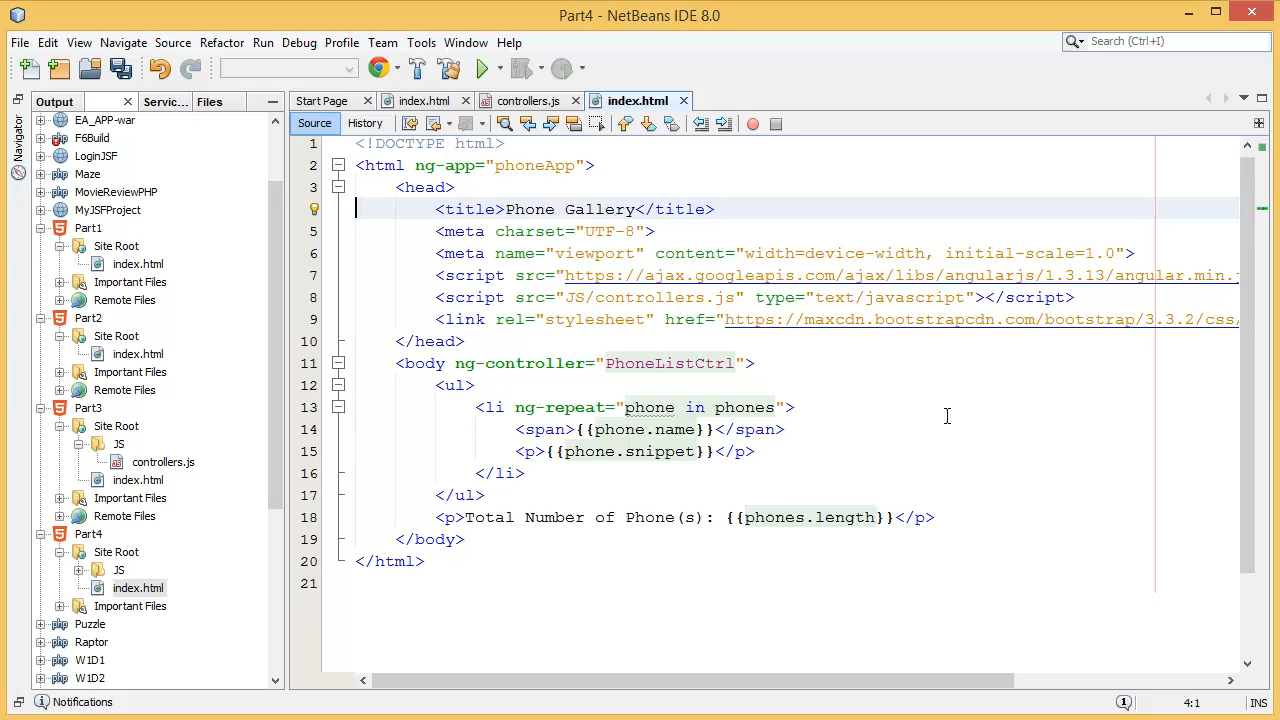 Part4 - NetBeans IDE 8.0
File Edit View Navigate Source Refactor Run Debug Profile Team Tools Window Help
Search (Ctrl+I)
Output Servic... Files
Start Page index.html controllers.js index.html
Source History
Navigator
EA_APP-war
F6Build
LoginJSF
Maze
MovieReviewPHP
MyJSFProject
Part1
Site Root
index.html
Important Files
Remote Files
Part2
Site Root
index.html
Important Files
Remote Files
Part3
Site Root
JS
controllers.js
index.html
Important Files
Remote Files
Part4
Site Root
JS
index.html
Important Files
Puzzle
Raptor
W1D1
W1D2
1 <!DOCTYPE html>
2 <html ng-app="phoneApp">
3 <head>
<title>Phone Gallery</title>
5 <meta charset="UTF-8">
6 <meta name="viewport" content="width=device-width, initial-scale=1.0">
7 <script src="https://ajax.googleapis.com/ajax/libs/angularjs/1.3.13/angular.min.j
8 <script src="JS/controllers.js" type="text/javascript"></script>
9 <link rel="stylesheet" href="https://maxcdn.bootstrapcdn.com/bootstrap/3.3.2/css/
10 </head>
11 <body ng-controller="PhoneListCtrl">
12 <ul>
13 <li ng-repeat="phone in phones">
14 <span>{{phone.name}}</span>
15 <p>{{phone.snippet}}</p>
16 </li>
17 </ul>
18 <p>Total Number of Phone(s): {{phones.length}}</p>
19 </body>
20 </html>
21
Notifications
1
4:1 INS